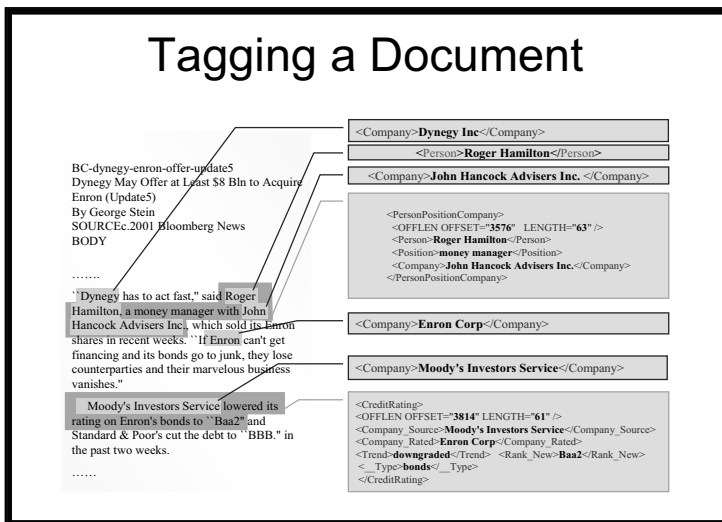 Tagging a Document
BC-dynegy-enron-offer-update5
Dynegy May Offer at Least $8 Bln to Acquire
Enron (Update5)
By George Stein
SOURCEc.2001 Bloomberg News
BODY
…….
``Dynegy has to act fast,'' said Roger
Hamilton, a money manager with John
Hancock Advisers Inc., which sold its Enron
shares in recent weeks. ``If Enron can't get
financing and its bonds go to junk, they lose
counterparties and their marvelous business
vanishes.''
Moody's Investors Service lowered its
rating on Enron's bonds to ``Baa2'' and
Standard & Poor's cut the debt to ``BBB.'' in
the past two weeks.
……
<Company>Dynegy Inc</Company>
<Person>Roger Hamilton</Person>
<Company>John Hancock Advisers Inc. </Company>
<PersonPositionCompany>
<OFFLEN OFFSET="3576" LENGTH="63" />
<Person>Roger Hamilton</Person>
<Position>money manager</Position>
<Company>John Hancock Advisers Inc.</Company>
</PersonPositionCompany>
<Company>Enron Corp</Company>
<Company>Moody's Investors Service</Company>
<CreditRating>
<OFFLEN OFFSET="3814" LENGTH="61" />
<Company_Source>Moody's Investors Service</Company_Source>
<Company_Rated>Enron Corp</Company_Rated>
<Trend>downgraded</Trend> <Rank_New>Baa2</Rank_New>
<__Type>bonds</__Type>
</CreditRating>